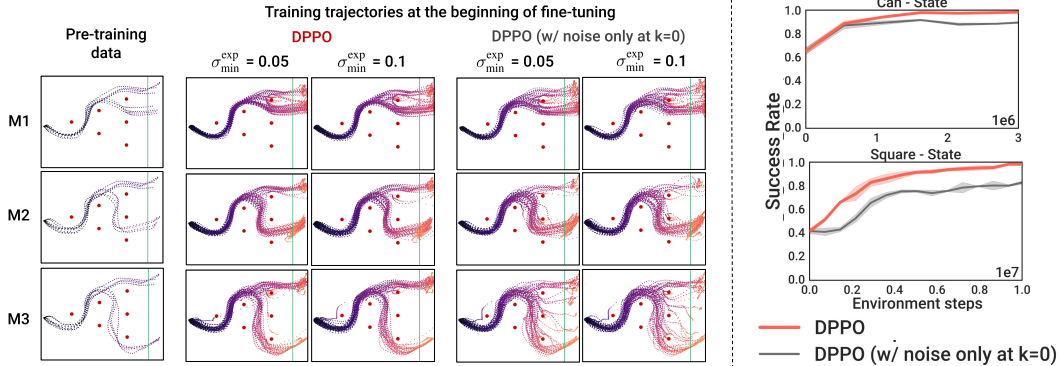 Training trajectories at the beginning of fine-tuning
Pre-training
data
DPPO
DPPO (w/ noise only at k=0)
σ exp min = 0.05
σ exp min = 0.1
σ exp min = 0.05
σ exp min = 0.1
M1
M2
M3
Can - State
1.0
0.8
0.6
0.4
0.2
0.0
0
1
2
3
1e6
Success Rate
Square - State
1.0
0.8
0.6
0.4
0.2
0.0
0.0
0.2
0.4
0.6
0.8
1.0
1e7
Environment steps
DPPO
DPPO (w/ noise only at k=0)